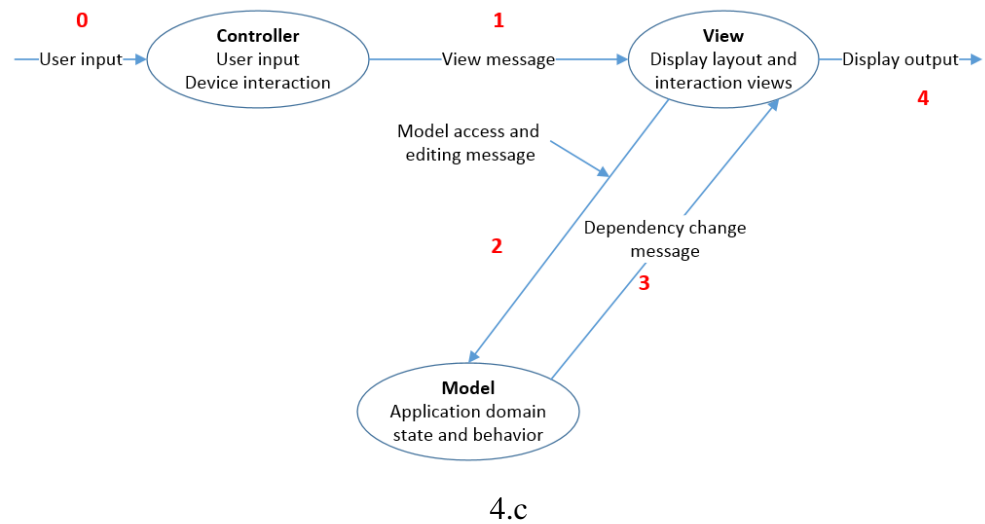 0
1
User input
Controller
User input
Device interaction
View message
View
Display layout and
interaction views
Display output
4
Model access and
editing message
2
Dependency change
message
3
Model
Application domain
state and behavior
4.c